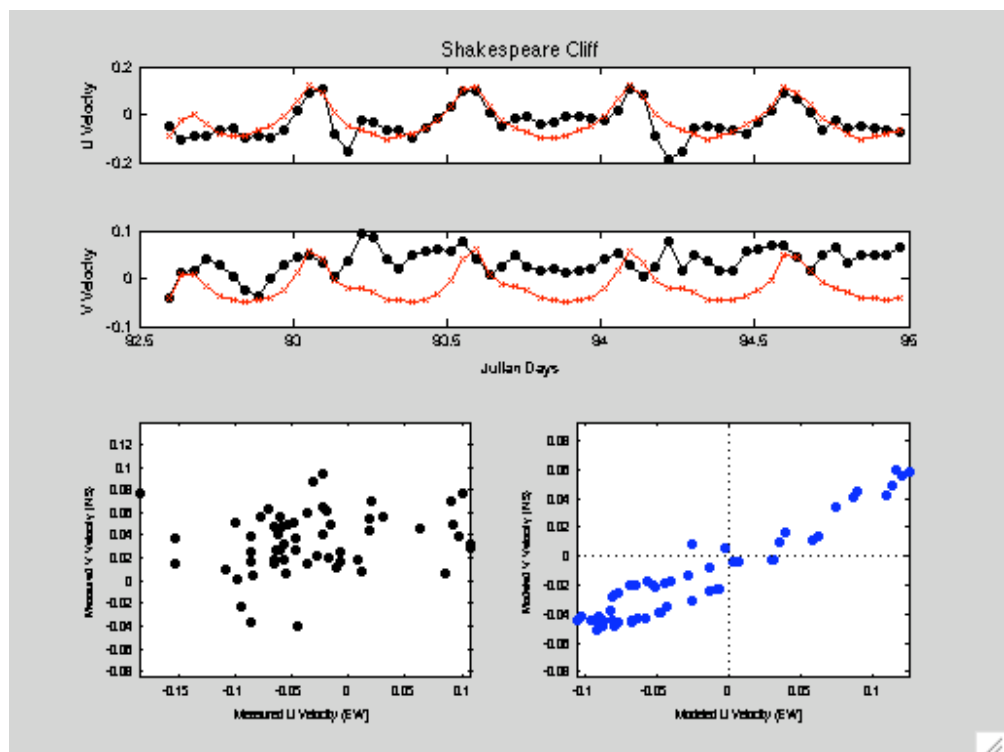 Shakespeare Cliff
0.2
0
-0.2
U Velocity
0.1
0
-0.1
V Velocity
92.5 93 93.5 94 94.5 95
Julian Days
0.12
0.1
0.08
0.06
0.04
0.02
0
-0.02
-0.04
-0.06
-0.08
Measured V Velocity (NS)
-0.15 -0.1 -0.05 0 0.05 0.1
Measured U Velocity (EW)
0.08
0.06
0.04
0.02
0
-0.02
-0.04
-0.06
-0.08
Modeled V Velocity (NS)
-0.1 -0.05 0 0.05 0.1
Modeled U Velocity (EW)